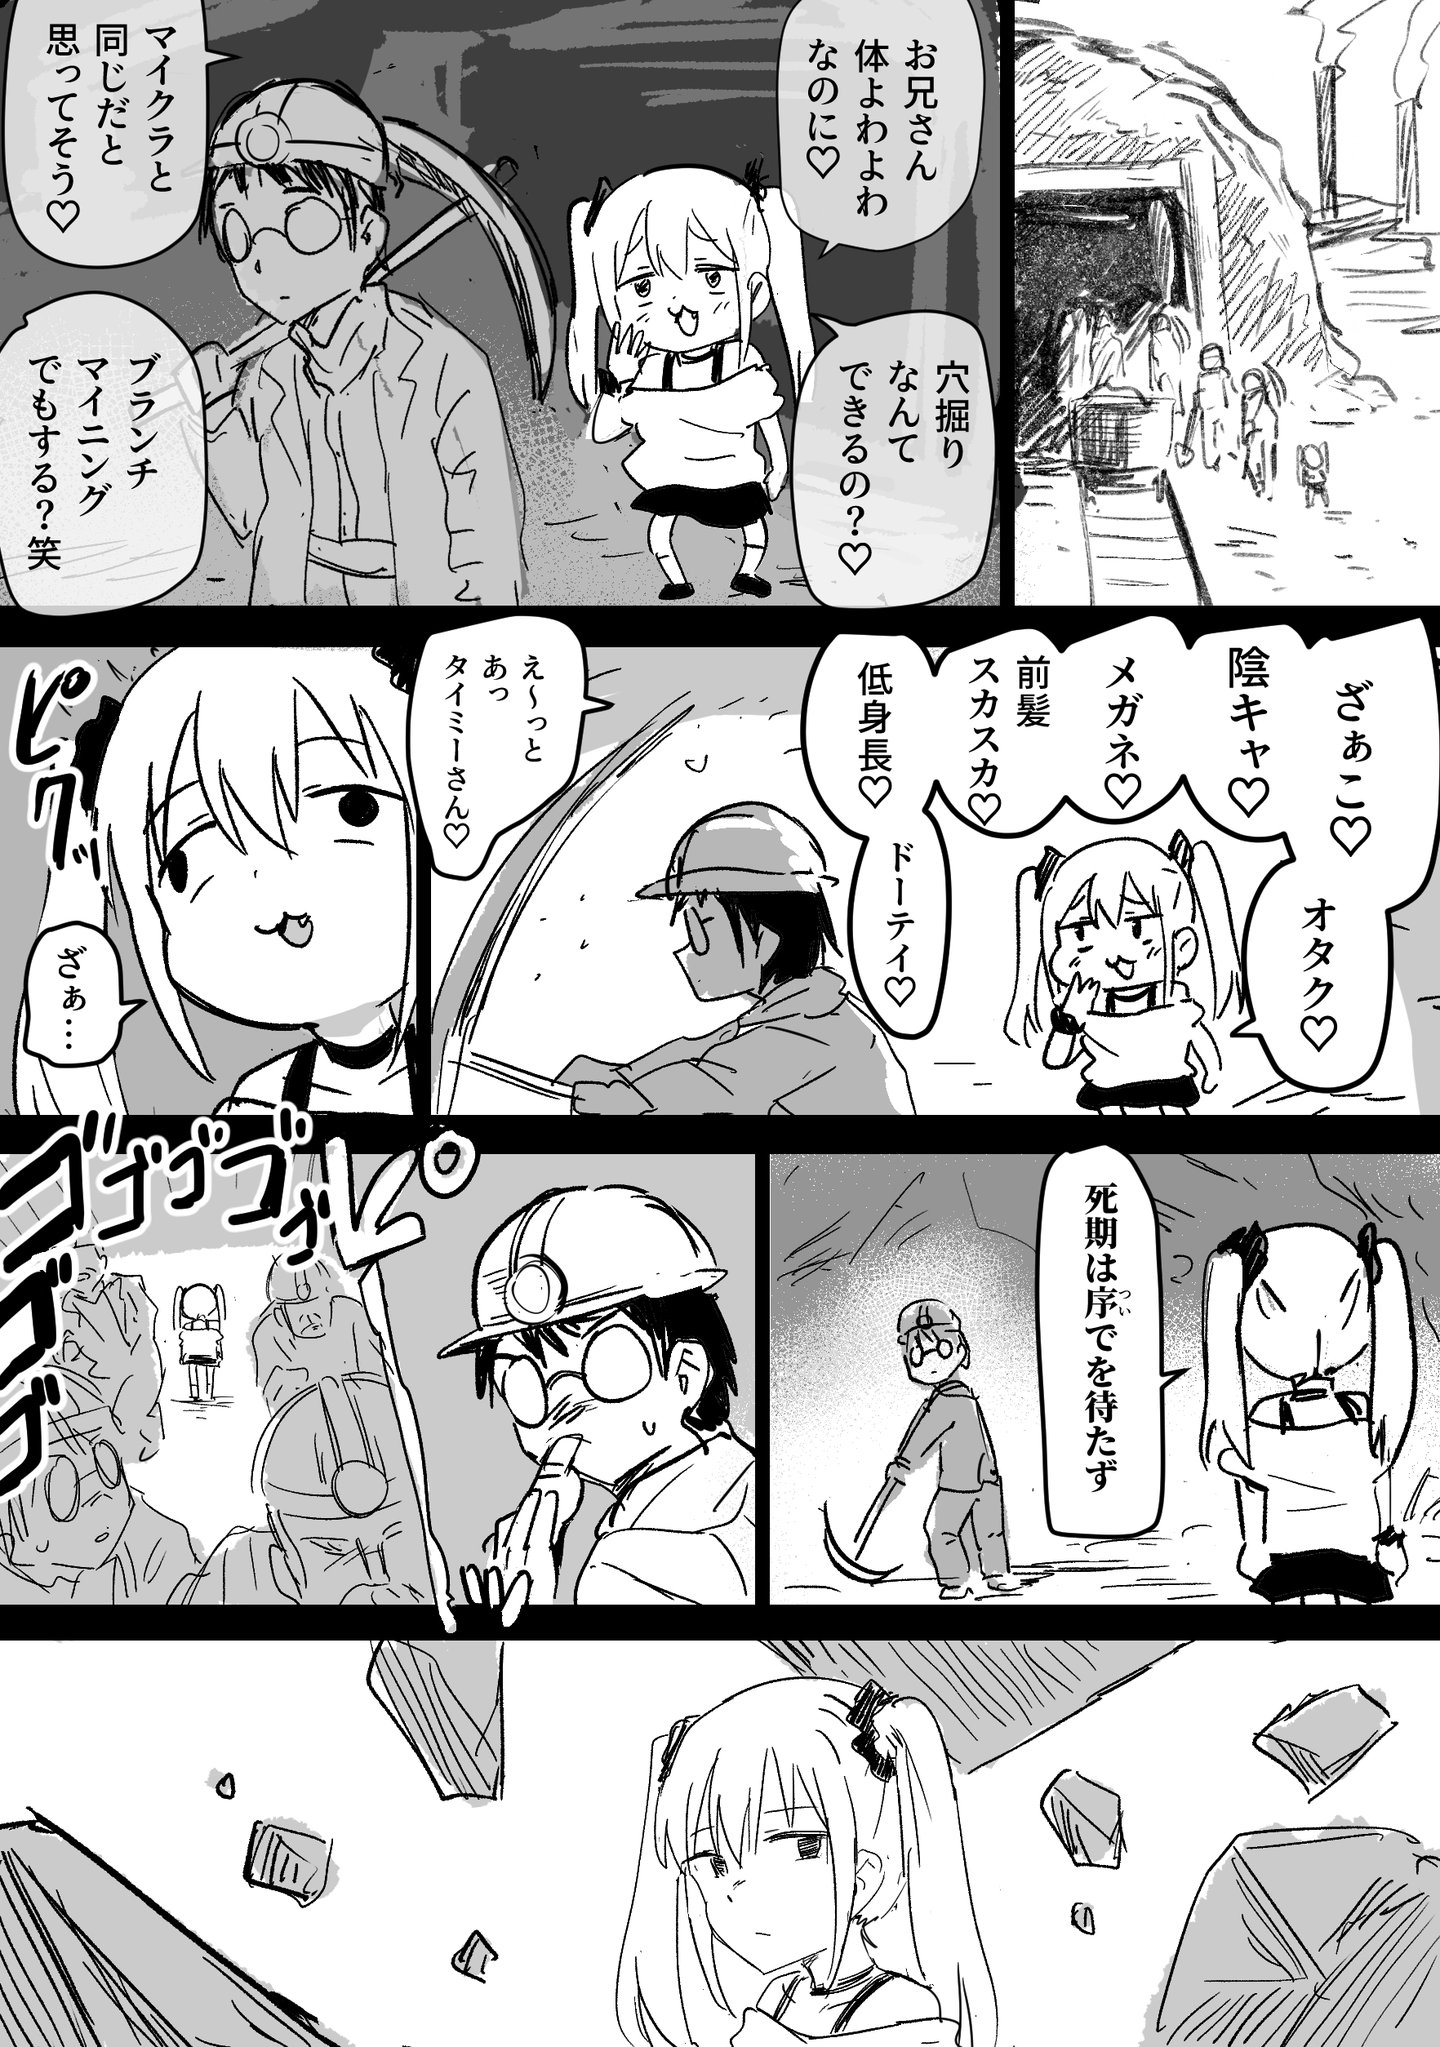 お兄さん
体よわよわ
なのに♡
穴掘り
なんて
できるの？♡
マイクラと
同じだと
思ってそう♡
ブランチ
マイニング
でもする？笑
ざぁこ♡
オタク♡
陰キャ♡
メガネ♡
前髪
スカスカ♡
低身長♡
ドーテイ♡
え〜っと
あっ
タイミーさん♡
ピクッ
ざぁ…
死期は序でを待たず
つい
ピ
ゴゴゴゴゴ
ゴゴゴ